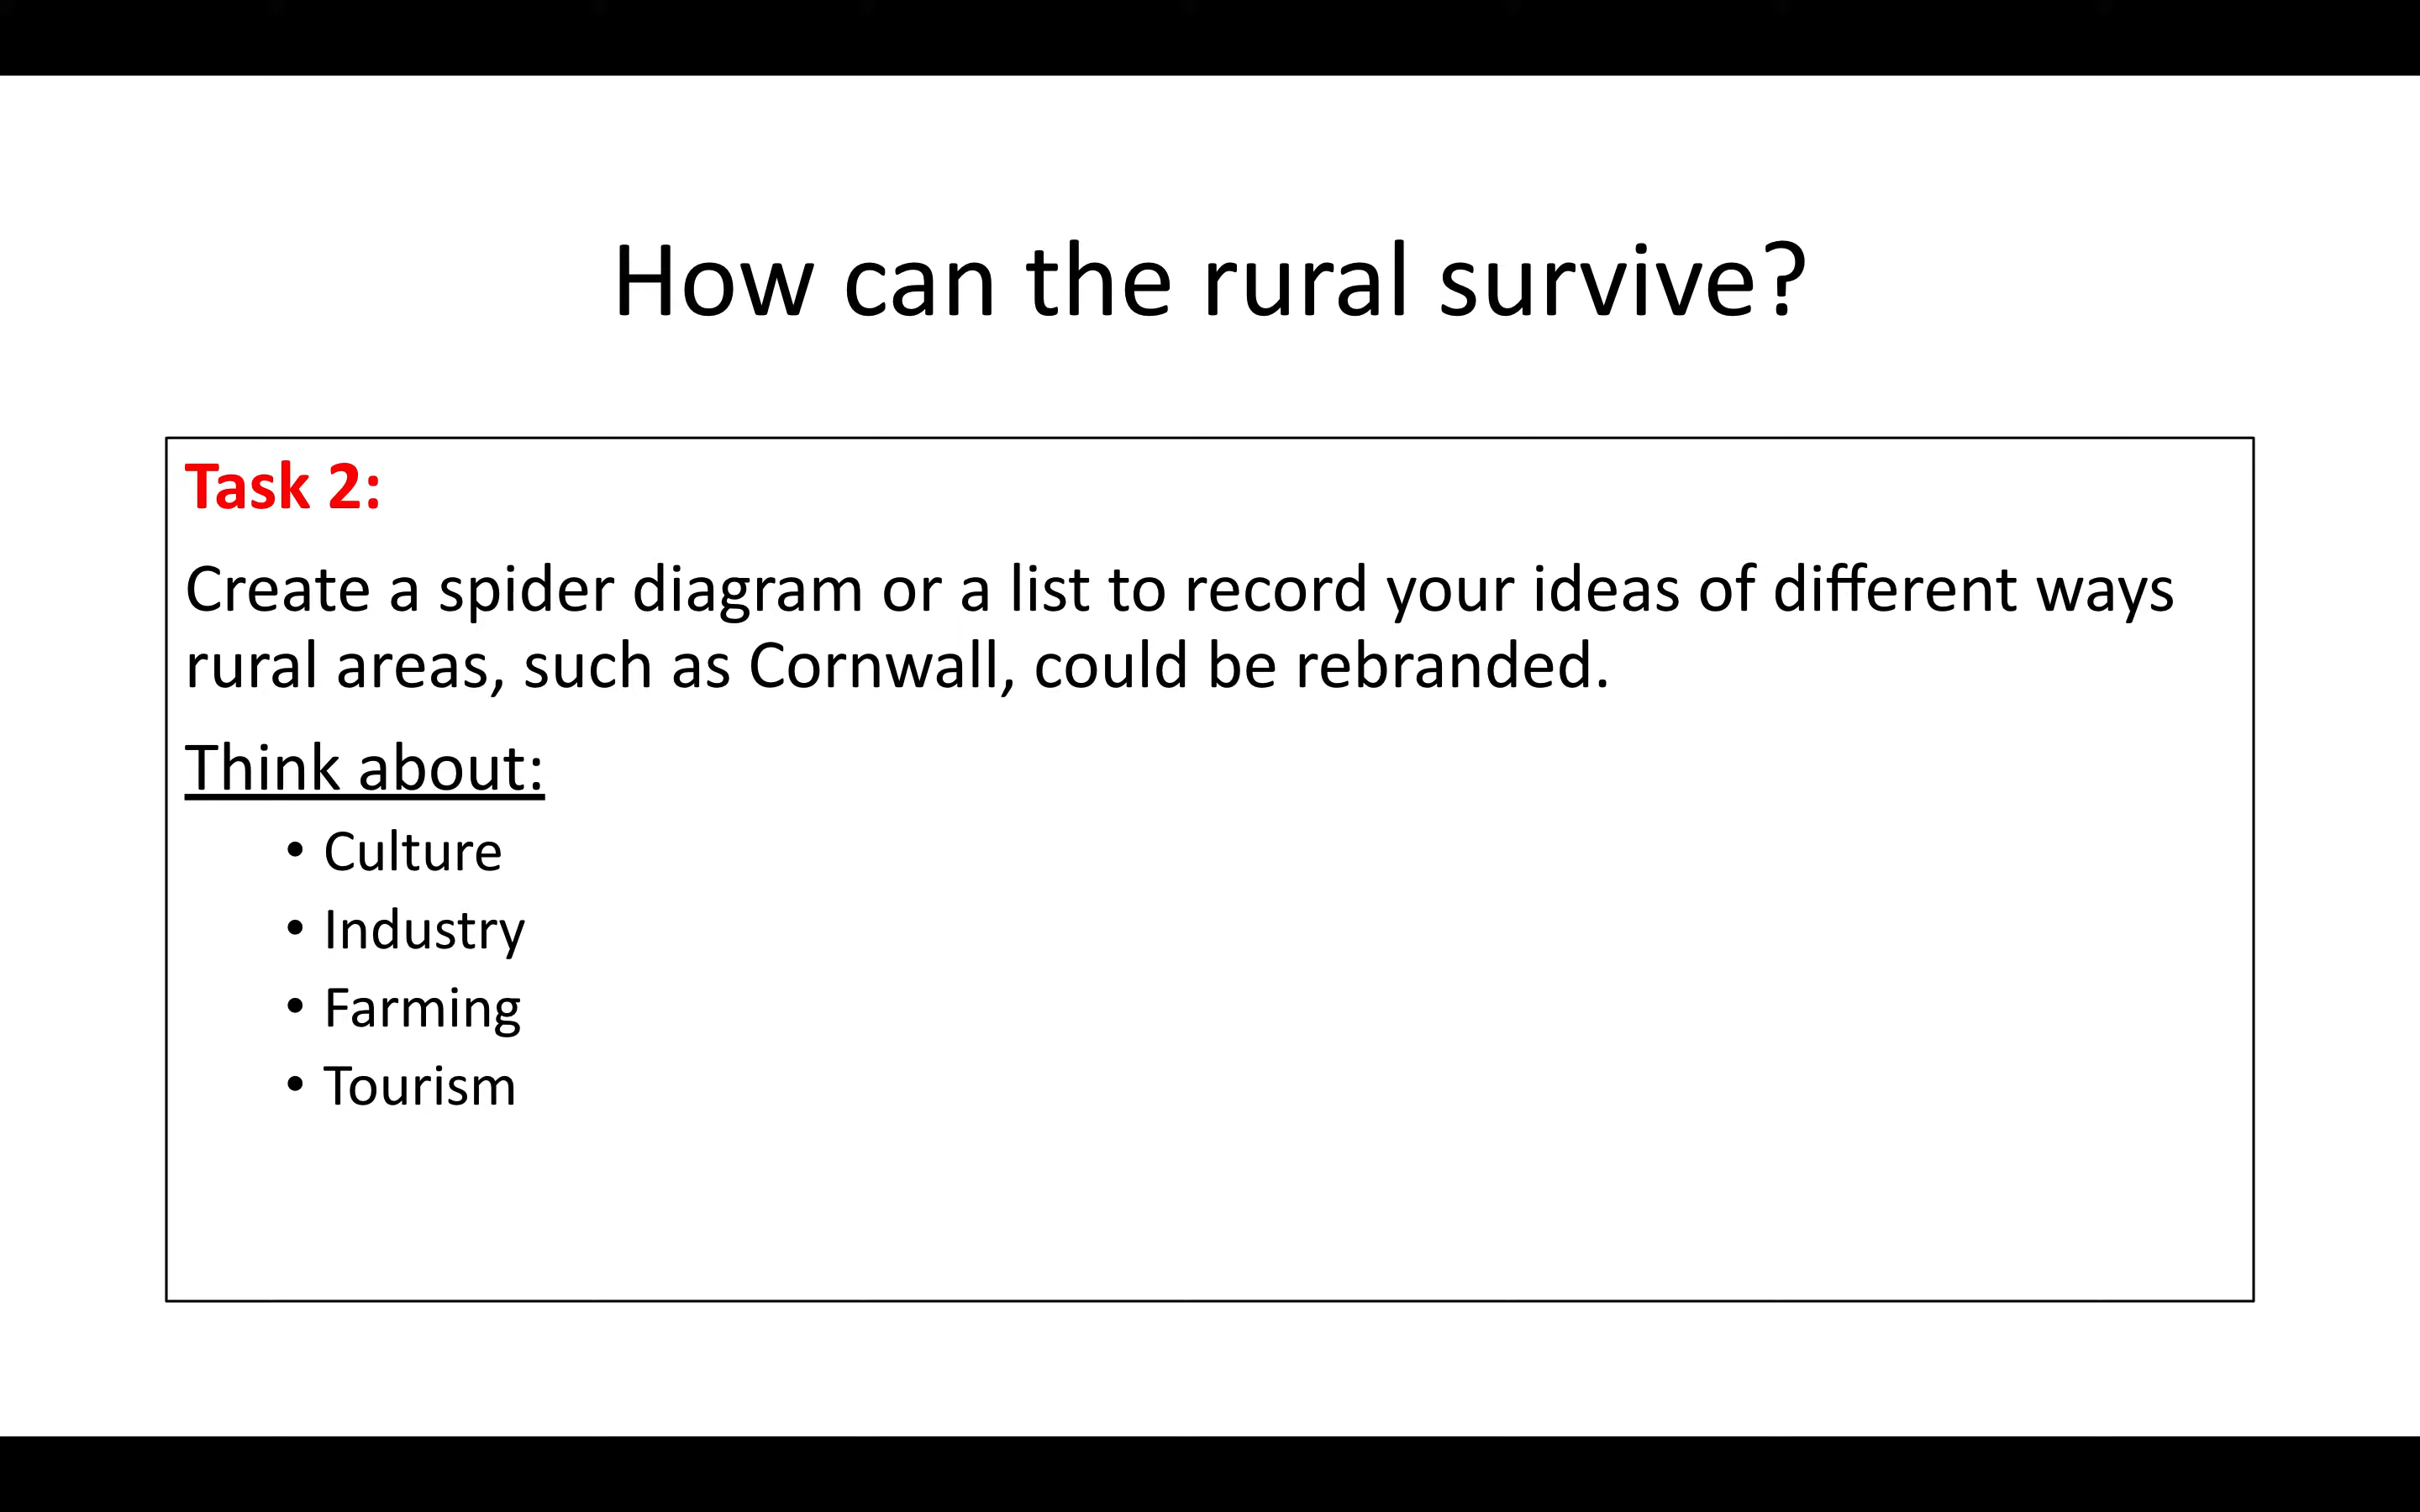 How can the rural survive?
Task 2:
Create a spider diagram or a list to record your ideas of different ways
rural areas, such as Cornwall, could be rebranded.
Think about:
• Culture
• Industry
• Farming
• Tourism